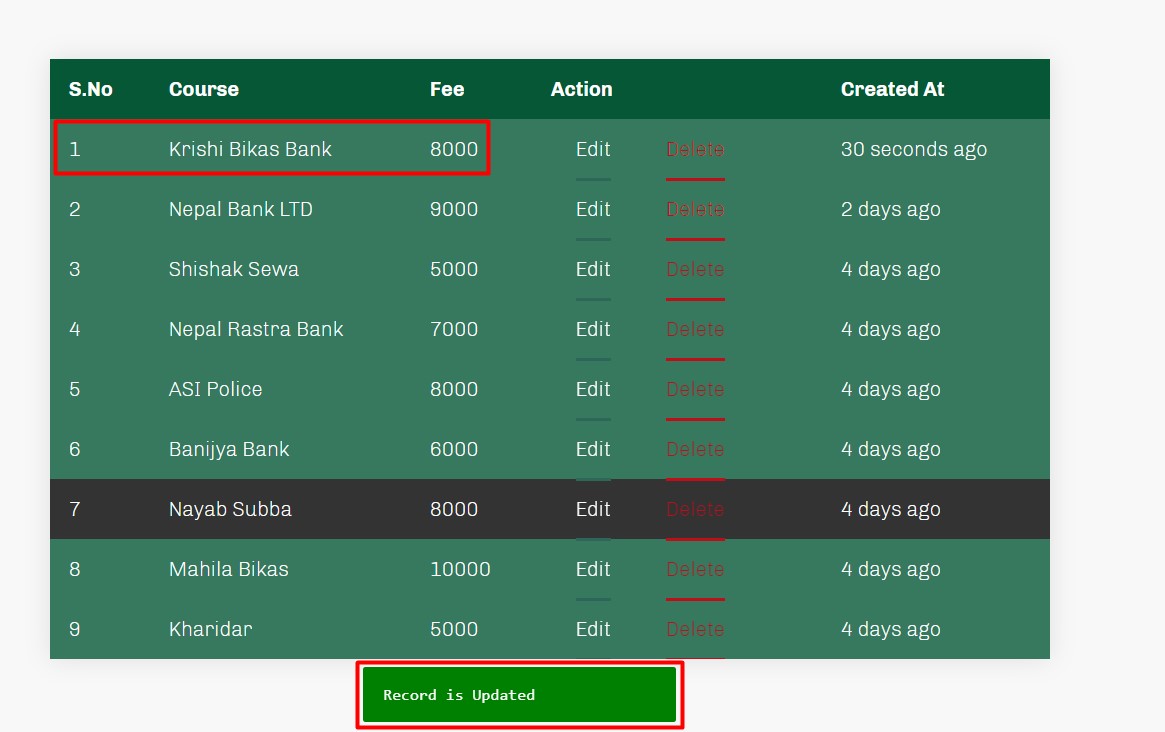 S.No Course Fee Action Created At
1 Krishi Bikas Bank 8000 Edit Delete 30 seconds ago
2 Nepal Bank LTD 9000 Edit Delete 2 days ago
3 Shishak Sewa 5000 Edit Delete 4 days ago
4 Nepal Rastra Bank 7000 Edit Delete 4 days ago
5 ASI Police 8000 Edit Delete 4 days ago
6 Banijya Bank 6000 Edit Delete 4 days ago
7 Nayab Subba 8000 Edit Delete 4 days ago
8 Mahila Bikas 10000 Edit Delete 4 days ago
9 Kharidar 5000 Edit Delete 4 days ago
Record is Updated